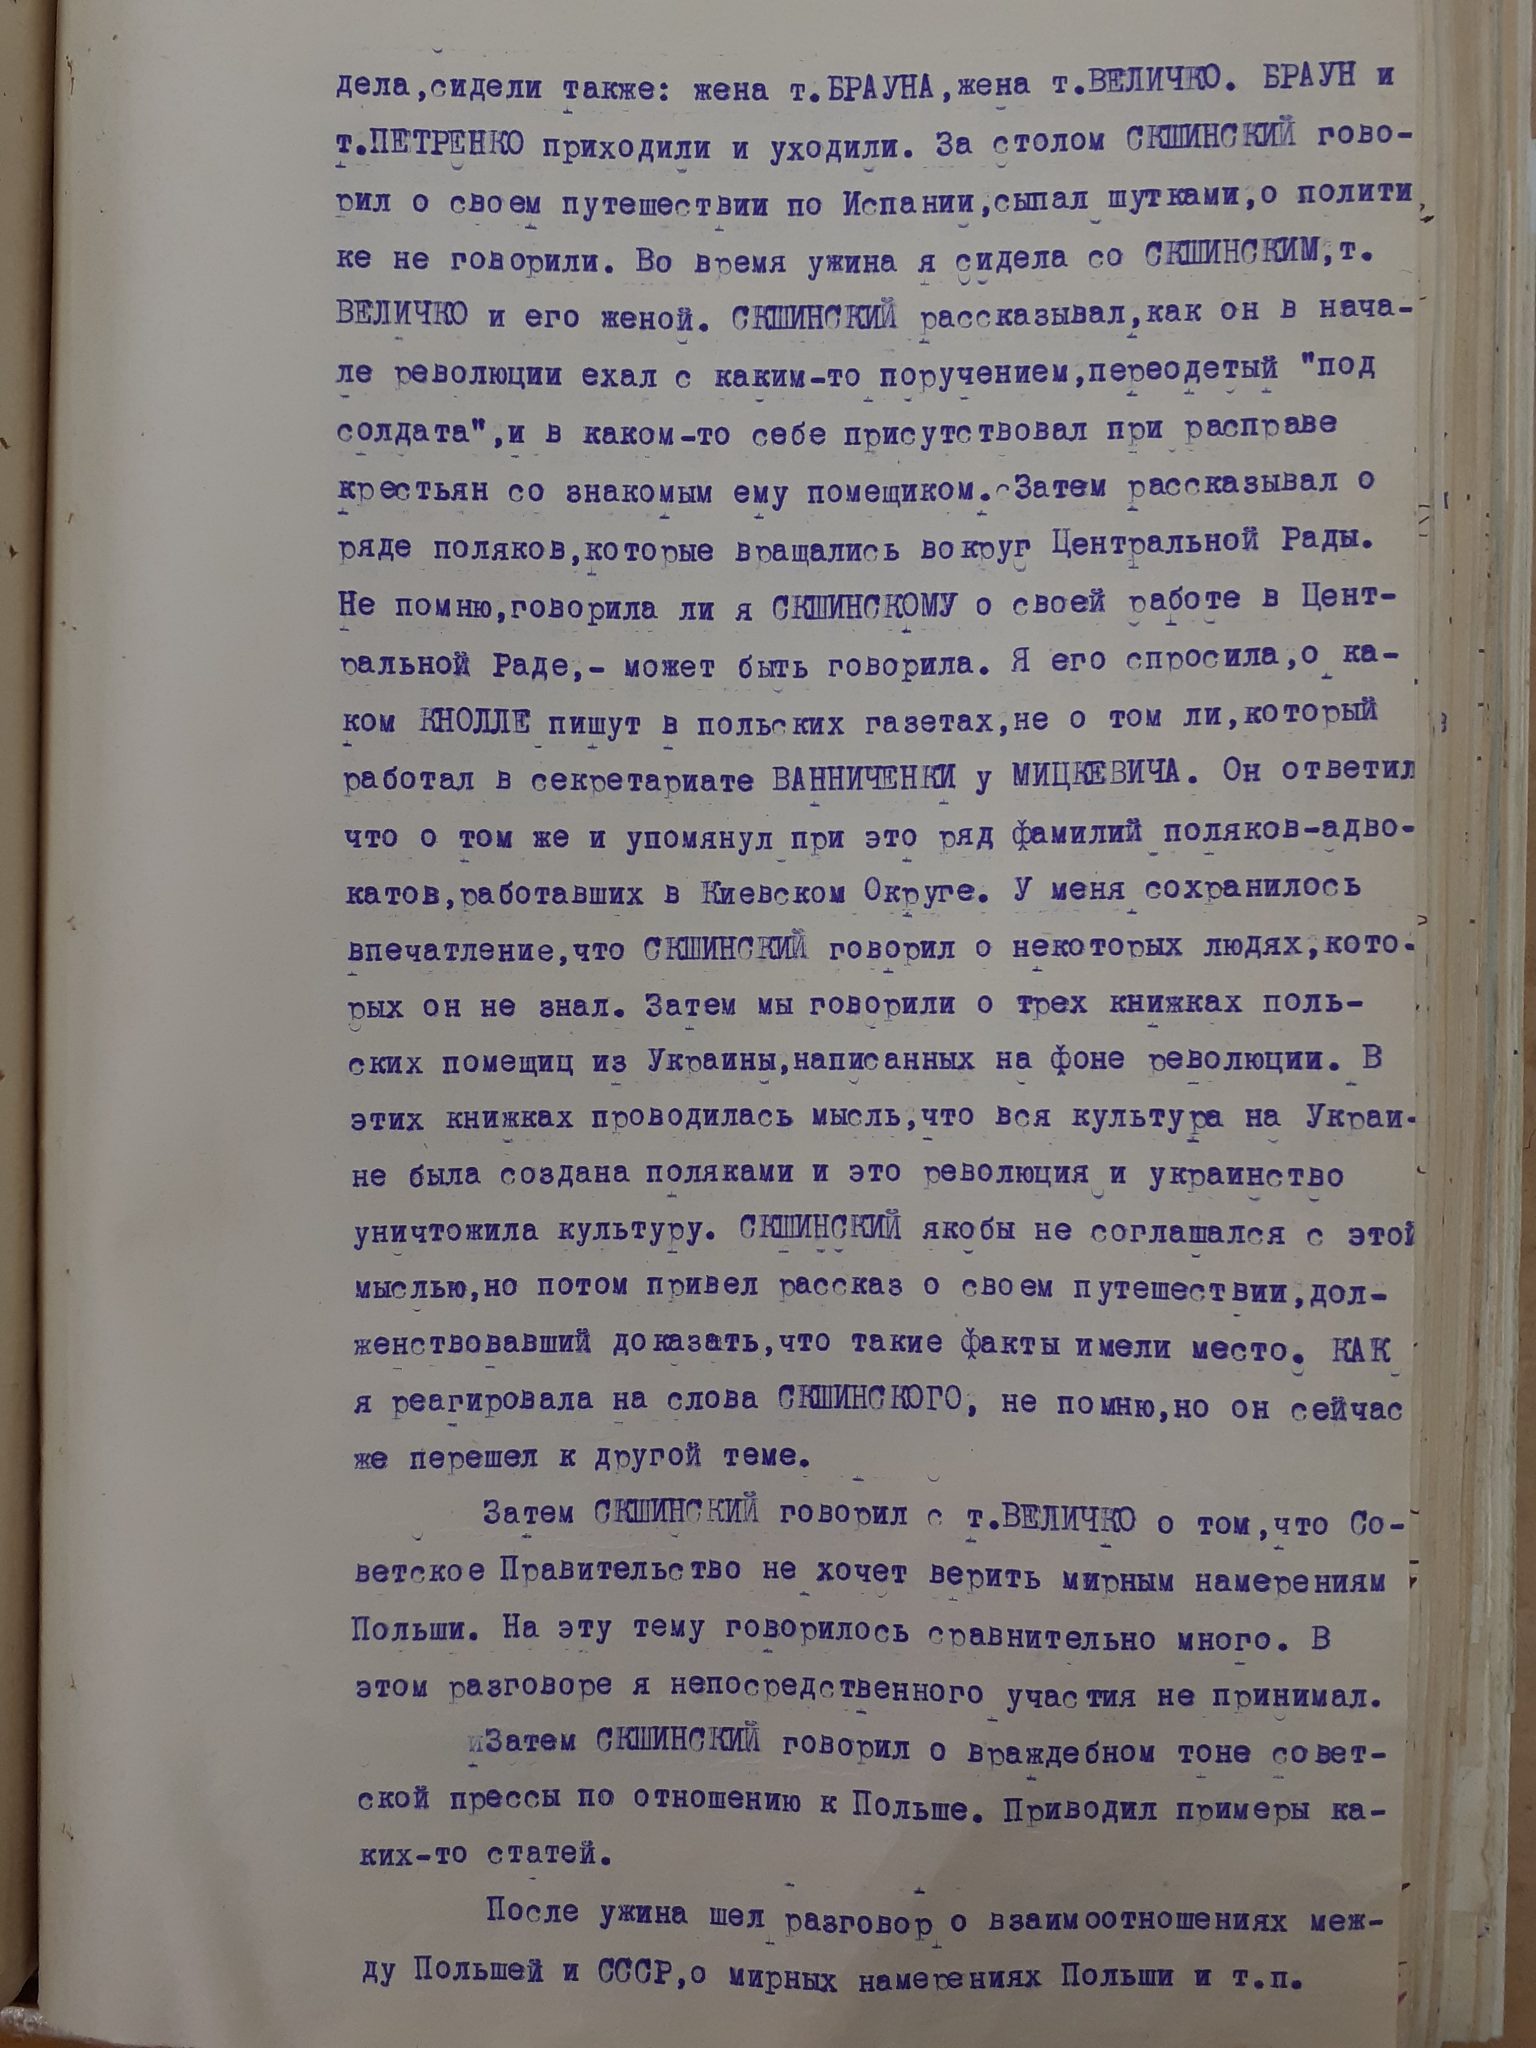 дела,сидели также: жена т.БРАУНА,жена т.ВЕЛИЧКО. БРАУН и
т.ПЕТРЕНКО приходили и уходили. За столом СКШИНСКИЙ гово-
рил о своем путешествии по Испании,сыпал шутками,о полити
ке не говорили. Во время ужина я сидела со СКШИНСКИМ,т.
ВЕЛИЧКО и его женой. СКШИНСКИЙ рассказывал,как он в нача-
ле революции ехал с каким-то поручением,переодетый "под
солдата",и в каком-то себе присутствовал при расправе
крестьян со знакомым ему помещиком. Затем рассказывал о
ряде поляков,которые вращались вокруг Центральной Рады.
Не помню,говорила ли я СКШИНСКОМУ о своей работе в Цент-
ральной Раде,- может быть говорила. Я его спросила,о ка-
ком КНОЛЛЕ пишут в польских газетах,не о том ли,который
работал в секретариате ВАННИЧЕНКИ у МИЦКЕВИЧА. Он ответил
что о том же и упомянул при это ряд фамилий поляков-адво-
катов,работавших в Киевском Округе. У меня сохранилось
впечатление,что СКШИНСКИЙ говорил о некоторых людях,кото-
рых он не знал. Затем мы говорили о трех книжках поль-
ских помещиц из Украины,написанных на фоне революции. В
этих книжках проводилась мысль,что вся культура на Украи-
не была создана поляками и это революция и украинство
уничтожила культуру. СКШИНСКИЙ якобы не соглашался с этой
мыслью,но потом привел рассказ о своем путешествии,дол-
женствовавший доказать,что такие факты имели место. КАК
я реагировала на слова СКШИНСКОГО, не помню,но он сейчас
же перешел к другой теме.
Затем СКШИНСКИЙ говорил с т.ВЕЛИЧКО о том,что Со-
ветское Правительство не хочет верить мирным намерениям
Польши. На эту тему говорилось сравнительно много. В
этом разговоре я непосредственного участия не принимал.
иЗатем СКШИНСКИЙ говорил о враждебном тоне совет-
ской прессы по отношению к Польше. Приводил примеры ка-
ких-то статей.
После ужина шел разговор о взаимоотношениях меж-
ду Польшей и СССР,о мирных намерениях Польши и т.п.